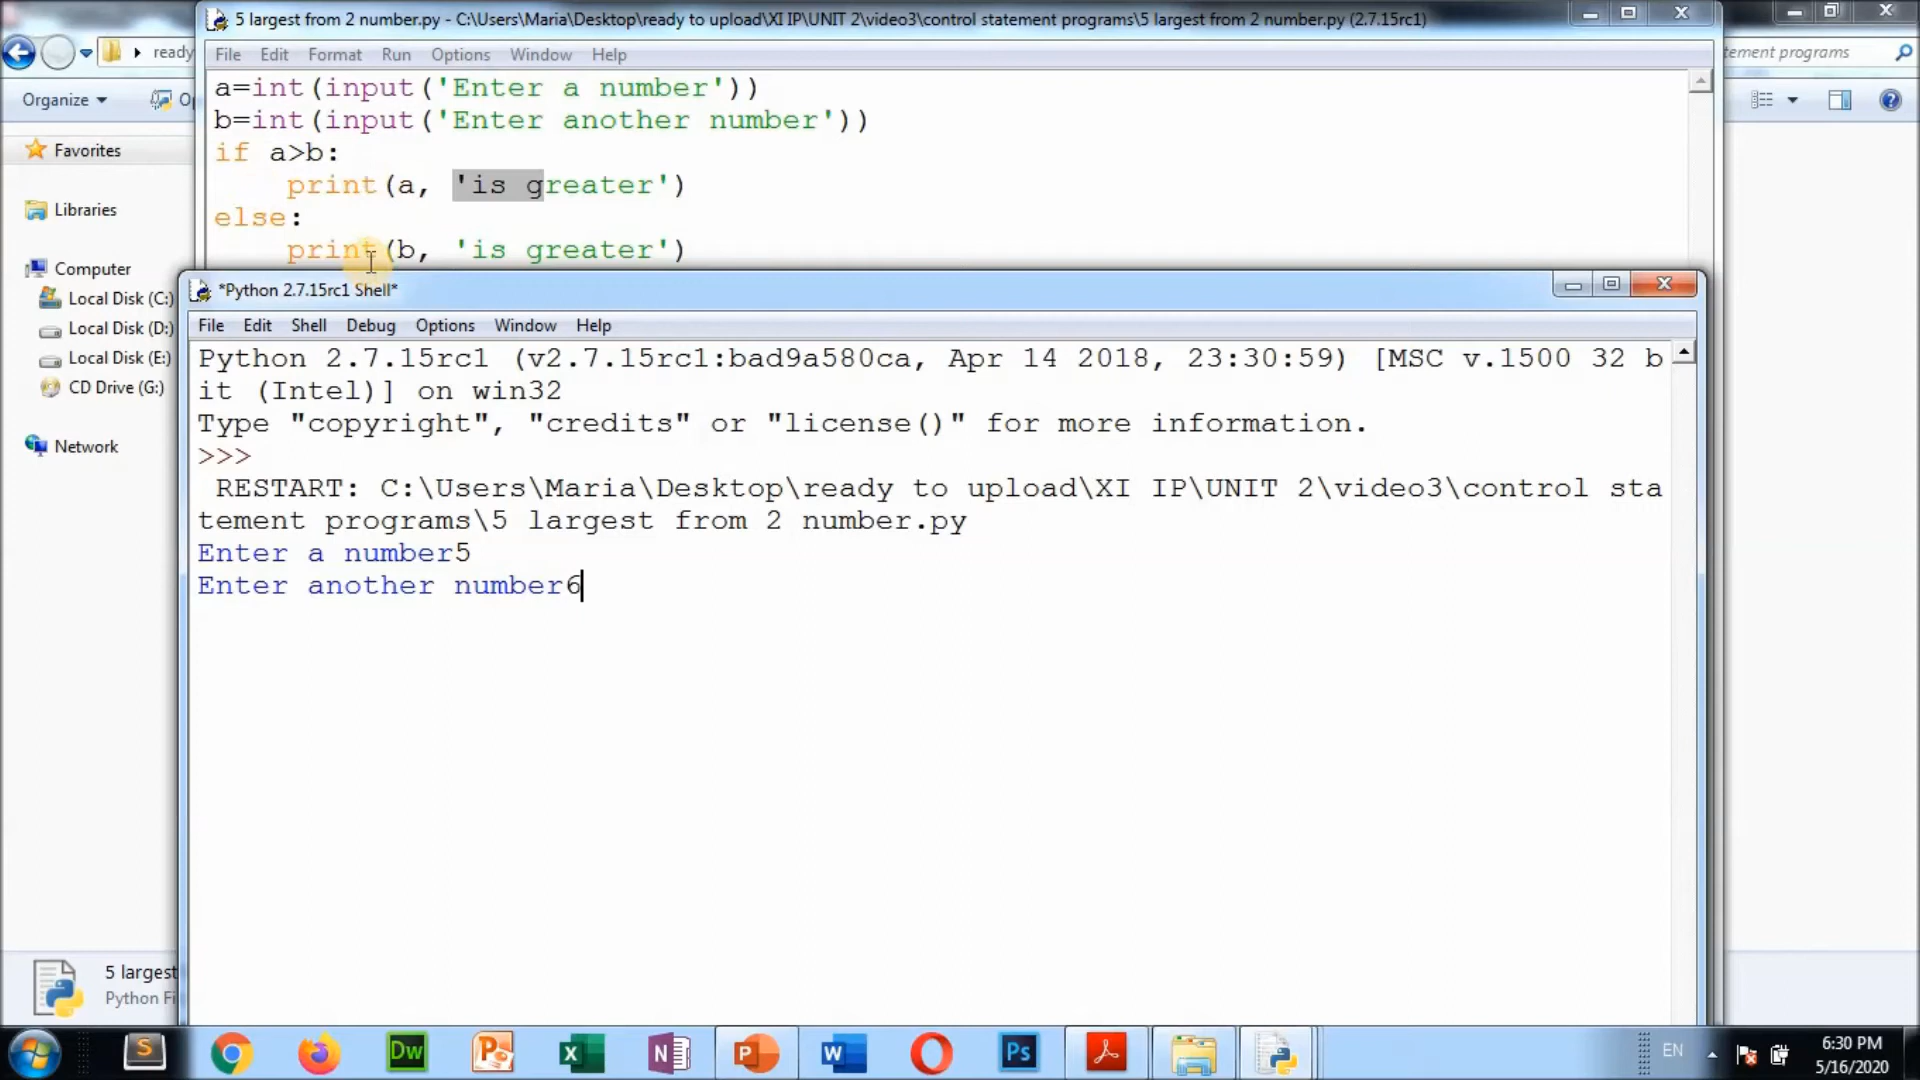 5 largest from 2 number.py - C:\Users\Maria\Desktop\ready to upload\XI IP\UNIT 2\video3\control statement programs\5 largest from 2 number.py (2.7.15rc1)
ready
tement programs
File Edit Format Run Options Window Help
Organize
Op
a=int(input('Enter a number'))
b=int(input('Enter another number'))
if a>b:
    print(a, 'is greater')
else:
    print(b, 'is greater')
Favorites
Libraries
Computer
Local Disk (C:)
Local Disk (D:)
Local Disk (E:)
CD Drive (G:)
Network
*Python 2.7.15rc1 Shell*
File Edit Shell Debug Options Window Help
Python 2.7.15rc1 (v2.7.15rc1:bad9a580ca, Apr 14 2018, 23:30:59) [MSC v.1500 32 b
it (Intel)] on win32
Type "copyright", "credits" or "license()" for more information.
>>>
 RESTART: C:\Users\Maria\Desktop\ready to upload\XI IP\UNIT 2\video3\control sta
tement programs\5 largest from 2 number.py
Enter a number5
Enter another number6
5 largest
Python Fi
S
Dw
P
X
N
P
W
Ps
EN
6:30 PM
5/16/2020